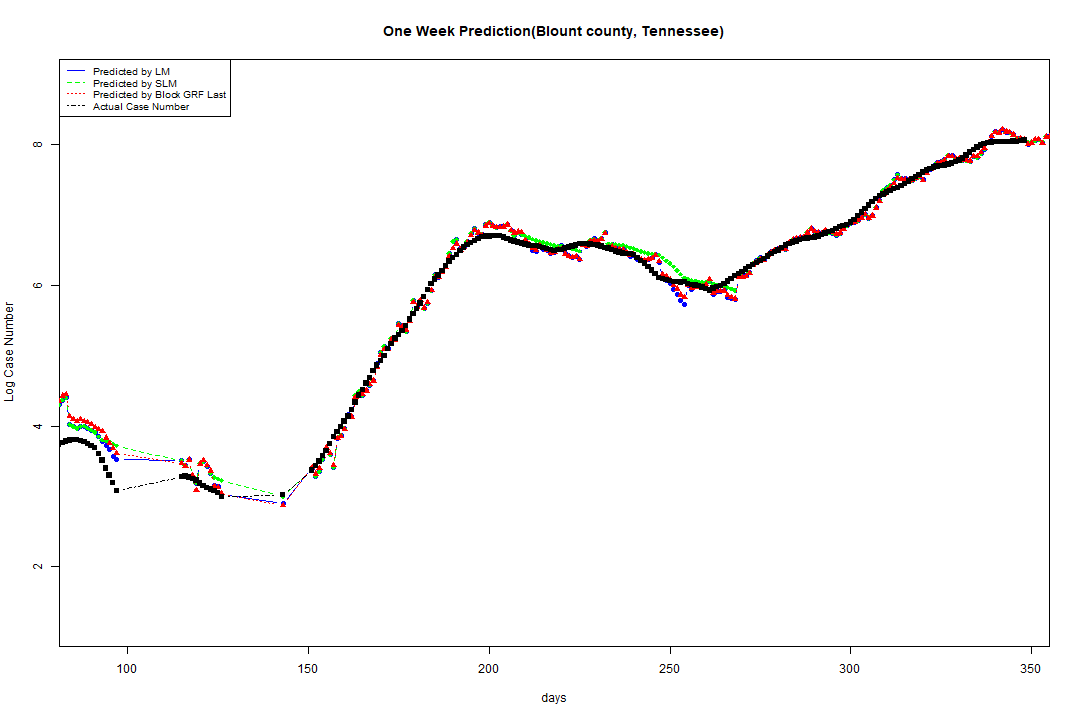 One Week Prediction(Blount county, Tennessee)
Predicted by LM
Predicted by SLM
Predicted by Block GRF Last
Actual Case Number
8
6
4
2
Log Case Number
100 150 200 250 300 350
days